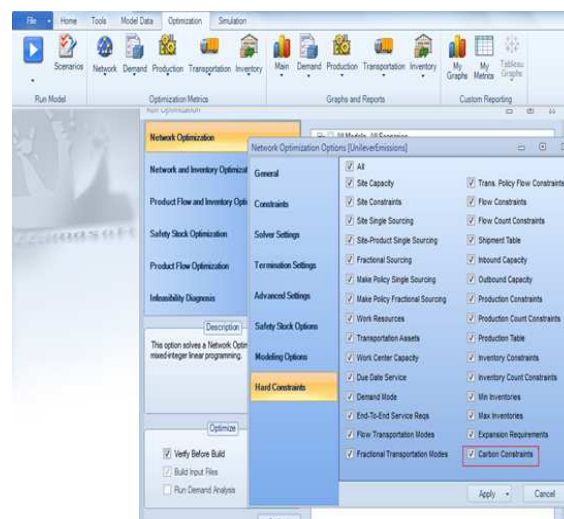 File Home Tools Model Data Optimization Simulation
Scenarios Network Demand Production Transportation Inventory Main Demand Production Transportation Inventory My Graphs My Metrics Tableau Graphs
Run Model Optimization Metrics Graphs and Reports Custom Reporting
Run Optimization
All Models, All Scenarios
Network Optimization
Network and Inventory Optimizat
Product Flow and Inventory Opti
Safety Stock Optimization
Product Flow Optimization
Infeasibility Diagnosis
Description
This option solves a Network Optim
mixed-integer linear programming.
Optimize
Verify Before Build
Build Input Files
Run Demand Analysis
Network Optimization Options [UnileverEmissions]
General
Constraints
Solver Settings
Termination Settings
Advanced Settings
Safety Stock Options
Modeling Options
Hard Constraints
All
Site Capacity
Site Constraints
Site Single Sourcing
Site-Product Single Sourcing
Fractional Sourcing
Make Policy Single Sourcing
Make Policy Fractional Sourcing
Work Resources
Transportation Assets
Work Center Capacity
Due Date Service
Demand Mode
End-To-End Service Reqs
Flow Transportation Modes
Fractional Transportation Modes
Trans. Policy Flow Constraints
Flow Constraints
Flow Count Constraints
Shipment Table
Inbound Capacity
Outbound Capacity
Production Constraints
Production Count Constraints
Production Table
Inventory Constraints
Inventory Count Constraints
Min Inventories
Max Inventories
Expansion Requirements
Carbon Constraints
Apply Cancel